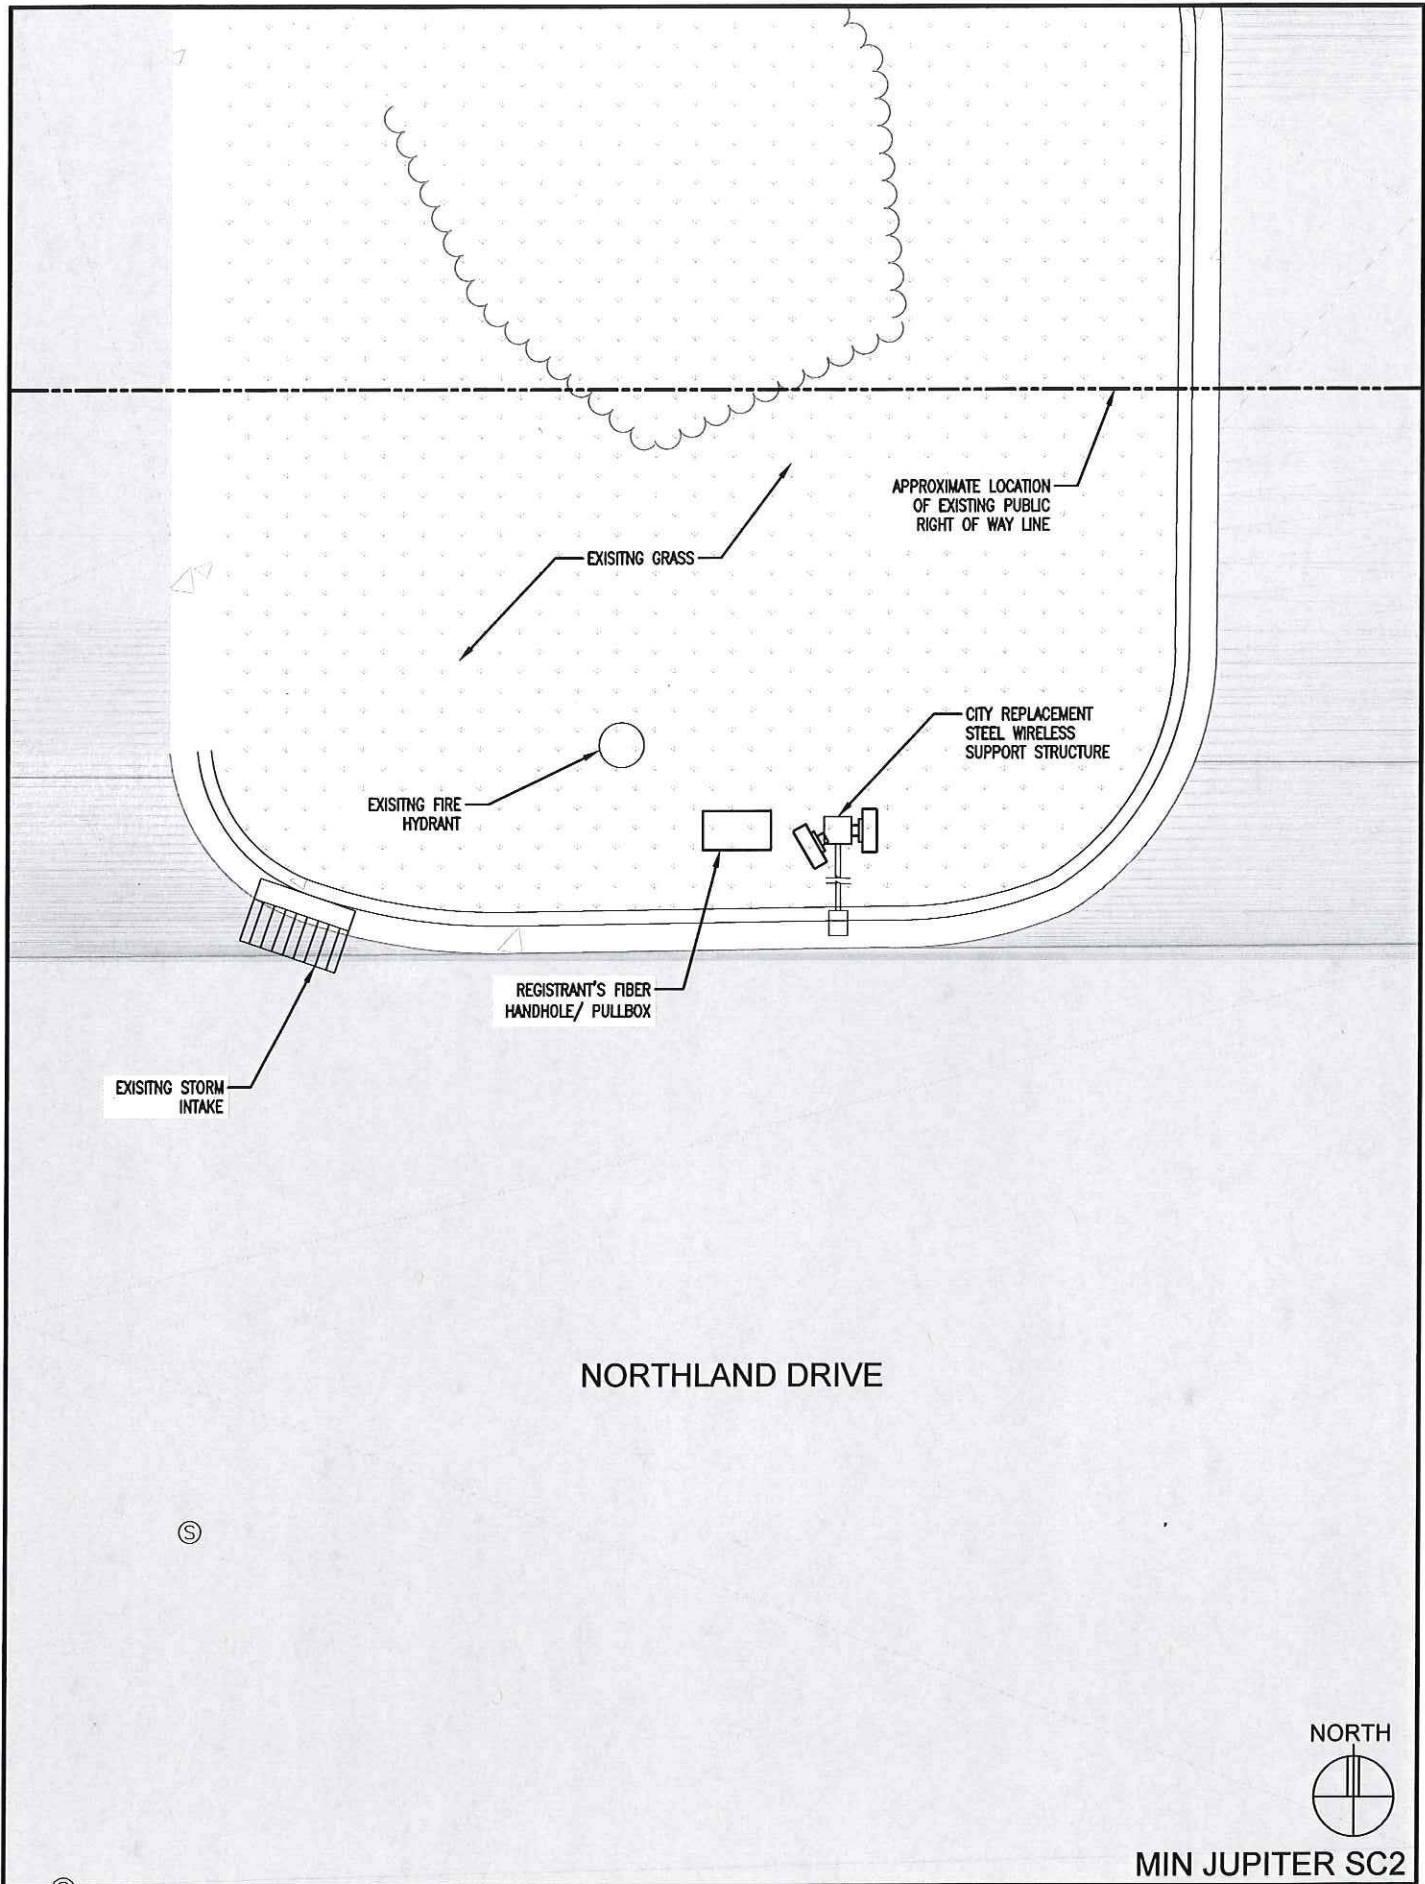 APPROXIMATE LOCATION
OF EXISTING PUBLIC
RIGHT OF WAY LINE
EXISITNG GRASS
CITY REPLACEMENT
STEEL WIRELESS
SUPPORT STRUCTURE
EXISITNG FIRE
HYDRANT
REGISTRANT'S FIBER
HANDHOLE/ PULLBOX
EXISITNG STORM
INTAKE
NORTHLAND DRIVE
S
NORTH
MIN JUPITER SC2